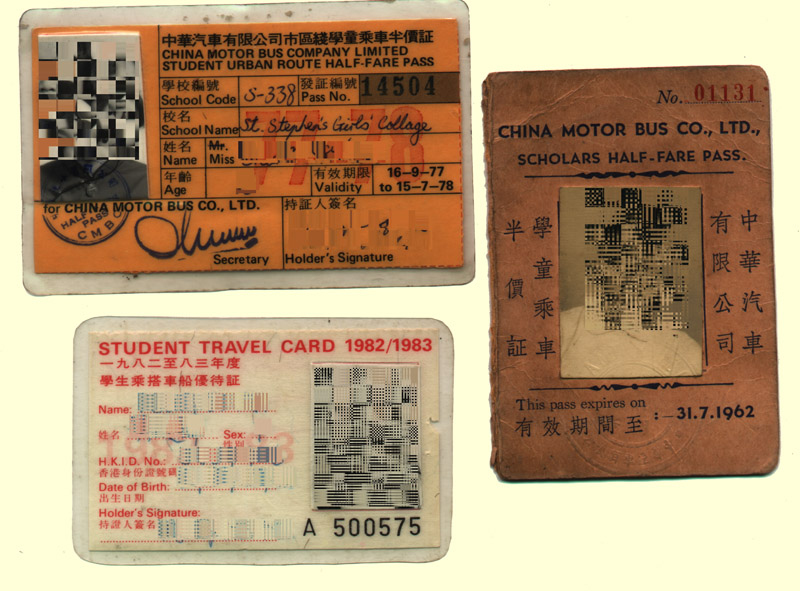 中華汽車有限公司市區綫學童乘車半價証
CHINA MOTOR BUS COMPANY LIMITED
STUDENT URBAN ROUTE HALF-FARE PASS
學校編號 發証編號
School Code S-338 Pass No. 14504
校名
School Name St. Stephen's Girls' Collage
77-78
姓名 Mr.
Name Miss
年齡 有效期限 16-9-77
Age Validity to 15-7-78
for CHINA MOTOR BUS CO., LTD. 持証人簽名
HALF
PASS
C M B
Secretary Holder's Signature
STUDENT TRAVEL CARD 1982/1983
一九八二至八三年度
學生乘搭車船優待証
Name:
姓名 Sex:
性別
H.K.I.D. No.:
香港身份證號碼
Date of Birth:
出生日期
Holder's Signature:
持證人簽名
A 500575
No. 01131
CHINA MOTOR BUS CO., LTD.,
SCHOLARS HALF-FARE PASS.
中華汽車
有限公司
學童乘車
半價証
This pass expires on
有效期間至 :—31.7.1962